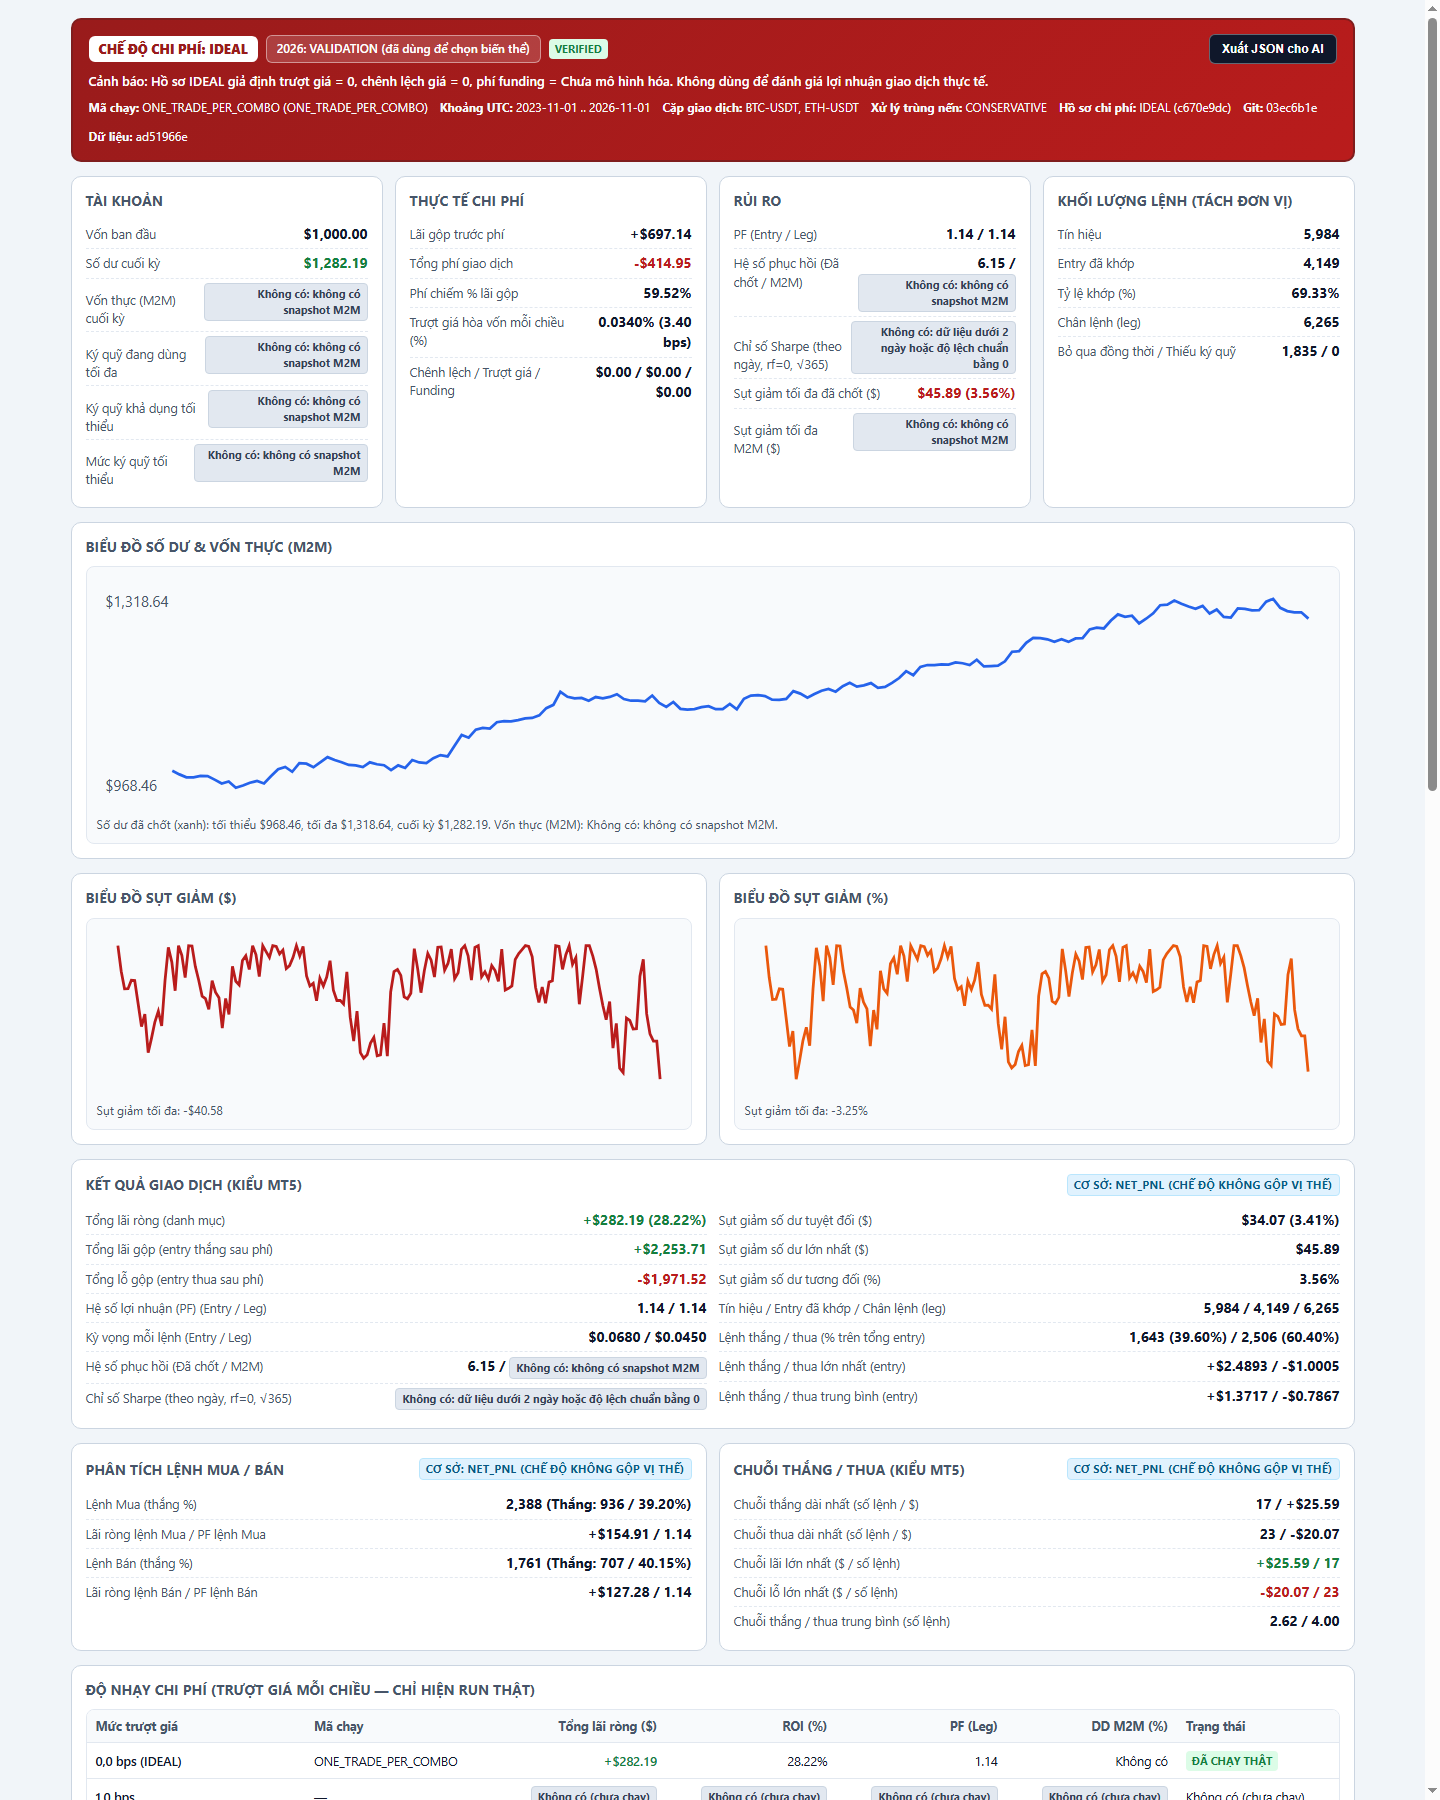 CHẾ ĐỘ CHI PHÍ: IDEAL
2026: VALIDATION (đã dùng để chọn biến thể)
VERIFIED
Xuất JSON cho AI
Cảnh báo: Hồ sơ IDEAL giả định trượt giá = 0, chênh lệch giá = 0, phí funding = Chưa mô hình hóa. Không dùng để đánh giá lợi nhuận giao dịch thực tế.
Mã chạy: ONE_TRADE_PER_COMBO (ONE_TRADE_PER_COMBO) Khoảng UTC: 2023-11-01 .. 2026-11-01 Cặp giao dịch: BTC-USDT, ETH-USDT Xử lý trùng nến: CONSERVATIVE Hồ sơ chi phí: IDEAL (c670e9dc) Git: 03ec6b1e
Dữ liệu: ad51966e
TÀI KHOẢN
Vốn ban đầu $1,000.00
Số dư cuối kỳ $1,282.19
Vốn thực (M2M) cuối kỳ
Không có: không có snapshot M2M
Ký quỹ đang dùng tối đa
Không có: không có snapshot M2M
Ký quỹ khả dụng tối thiểu
Không có: không có snapshot M2M
Mức ký quỹ tối thiểu
Không có: không có snapshot M2M
THỰC TẾ CHI PHÍ
Lãi gộp trước phí +$697.14
Tổng phí giao dịch -$414.95
Phí chiếm % lãi gộp 59.52%
Trượt giá hòa vốn mỗi chiều (%)
0.0340% (3.40 bps)
Chênh lệch / Trượt giá / Funding
$0.00 / $0.00 / $0.00
RỦI RO
PF (Entry / Leg) 1.14 / 1.14
Hệ số phục hồi (Đã chốt / M2M)
6.15 /
Không có: không có snapshot M2M
Chỉ số Sharpe (theo ngày, rf=0, √365)
Không có: dữ liệu dưới 2 ngày hoặc độ lệch chuẩn bằng 0
Sụt giảm tối đa đã chốt ($) $45.89 (3.56%)
Sụt giảm tối đa M2M ($)
Không có: không có snapshot M2M
KHỐI LƯỢNG LỆNH (TÁCH ĐƠN VỊ)
Tín hiệu 5,984
Entry đã khớp 4,149
Tỷ lệ khớp (%) 69.33%
Chân lệnh (leg) 6,265
Bỏ qua đồng thời / Thiếu ký quỹ 1,835 / 0
BIỂU ĐỒ SỐ DƯ & VỐN THỰC (M2M)
$1,318.64
$968.46
Số dư đã chốt (xanh): tối thiểu $968.46, tối đa $1,318.64, cuối kỳ $1,282.19. Vốn thực (M2M): Không có: không có snapshot M2M.
BIỂU ĐỒ SỤT GIẢM ($)
Sụt giảm tối đa: -$40.58
BIỂU ĐỒ SỤT GIẢM (%)
Sụt giảm tối đa: -3.25%
KẾT QUẢ GIAO DỊCH (KIỂU MT5)
CƠ SỞ: NET_PNL (CHẾ ĐỘ KHÔNG GỘP VỊ THẾ)
Tổng lãi ròng (danh mục) +$282.19 (28.22%)
Tổng lãi gộp (entry thắng sau phí) +$2,253.71
Tổng lỗ gộp (entry thua sau phí) -$1,971.52
Hệ số lợi nhuận (PF) (Entry / Leg) 1.14 / 1.14
Kỳ vọng mỗi lệnh (Entry / Leg) $0.0680 / $0.0450
Hệ số phục hồi (Đã chốt / M2M) 6.15 / Không có: không có snapshot M2M
Chỉ số Sharpe (theo ngày, rf=0, √365) Không có: dữ liệu dưới 2 ngày hoặc độ lệch chuẩn bằng 0
Sụt giảm số dư tuyệt đối ($) $34.07 (3.41%)
Sụt giảm số dư lớn nhất ($) $45.89
Sụt giảm số dư tương đối (%) 3.56%
Tín hiệu / Entry đã khớp / Chân lệnh (leg) 5,984 / 4,149 / 6,265
Lệnh thắng / thua (% trên tổng entry) 1,643 (39.60%) / 2,506 (60.40%)
Lệnh thắng / thua lớn nhất (entry) +$2.4893 / -$1.0005
Lệnh thắng / thua trung bình (entry) +$1.3717 / -$0.7867
PHÂN TÍCH LỆNH MUA / BÁN
CƠ SỞ: NET_PNL (CHẾ ĐỘ KHÔNG GỘP VỊ THẾ)
Lệnh Mua (thắng %) 2,388 (Thắng: 936 / 39.20%)
Lãi ròng lệnh Mua / PF lệnh Mua +$154.91 / 1.14
Lệnh Bán (thắng %) 1,761 (Thắng: 707 / 40.15%)
Lãi ròng lệnh Bán / PF lệnh Bán +$127.28 / 1.14
CHUỖI THẮNG / THUA (KIỂU MT5)
CƠ SỞ: NET_PNL (CHẾ ĐỘ KHÔNG GỘP VỊ THẾ)
Chuỗi thắng dài nhất (số lệnh / $) 17 / +$25.59
Chuỗi thua dài nhất (số lệnh / $) 23 / -$20.07
Chuỗi lãi lớn nhất ($ / số lệnh) +$25.59 / 17
Chuỗi lỗ lớn nhất ($ / số lệnh) -$20.07 / 23
Chuỗi thắng / thua trung bình (số lệnh) 2.62 / 4.00
ĐỘ NHẠY CHI PHÍ (TRƯỢT GIÁ MỖI CHIỀU — CHỈ HIỆN RUN THẬT)
Mức trượt giá Mã chạy Tổng lãi ròng ($) ROI (%) PF (Leg) DD M2M (%) Trạng thái
0,0 bps (IDEAL) ONE_TRADE_PER_COMBO +$282.19 28.22% 1.14 Không có ĐÃ CHẠY THẬT
1,0 bps — Không có (chưa chạy) Không có (chưa chạy) Không có (chưa chạy) Không có (chưa chạy) Không có (chưa chạy)